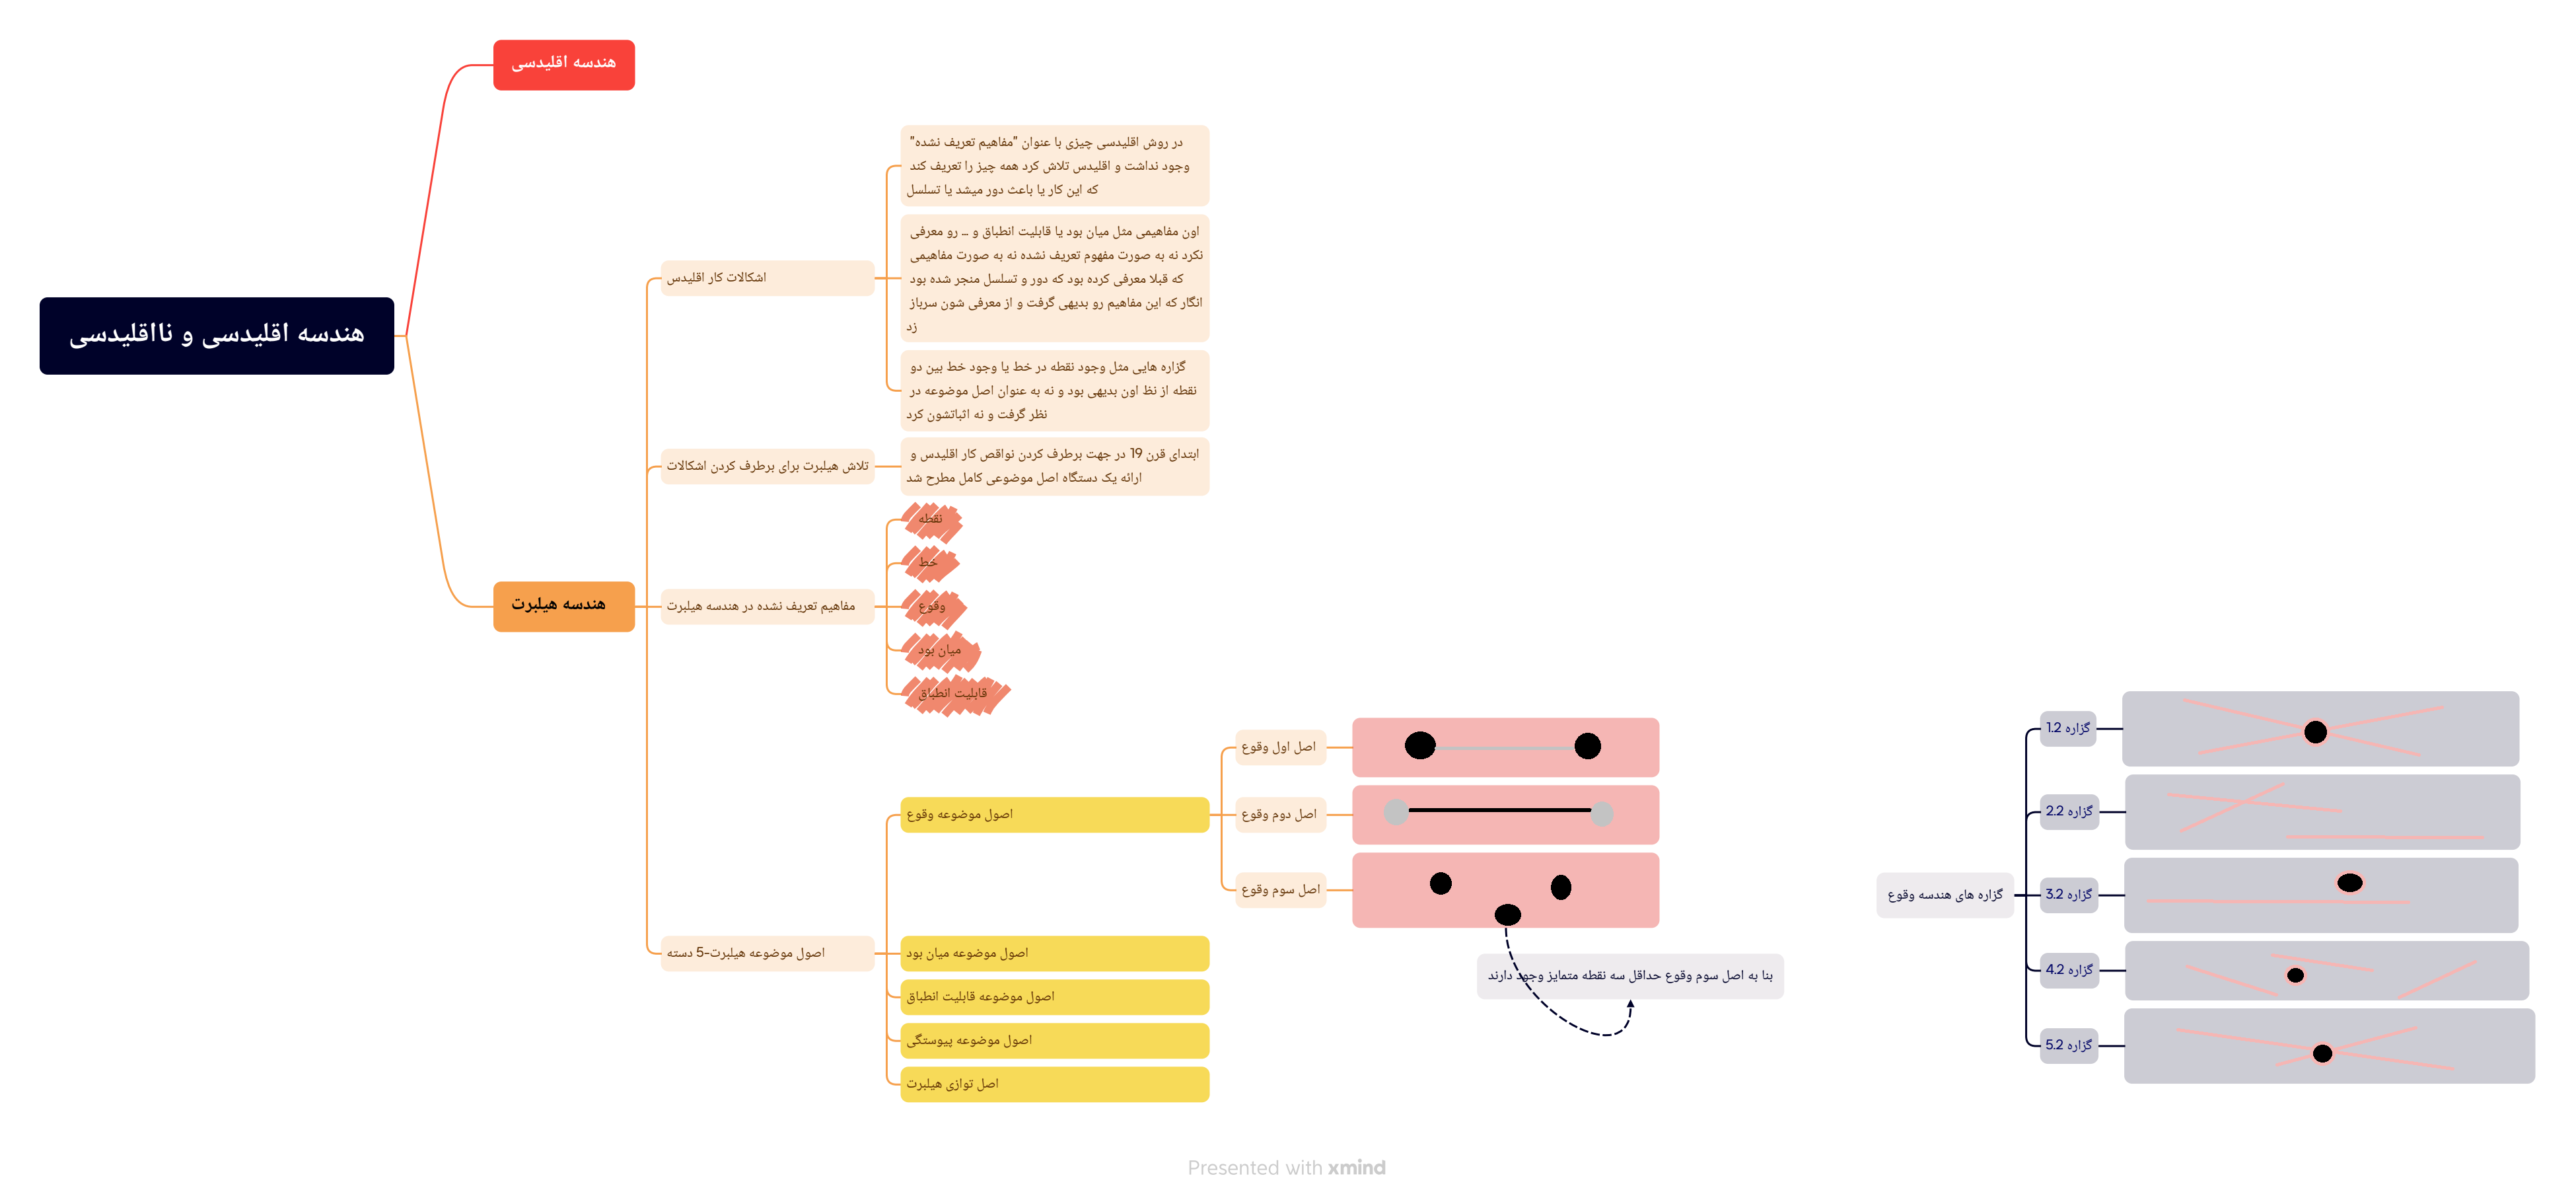 هندسه اقلیدسی و نااقلیدسی
هندسه اقلیدسی
هندسه هیلبرت
اشکالات کار اقلیدس
در روش اقلیدسی چیزی با عنوان "مفاهیم تعریف نشده"
وجود نداشت و اقلیدس تلاش کرد همه چیز را تعریف کند
که این کار یا باعث دور میشد یا تسلسل
اون مفاهیمی مثل میان بود یا قابلیت انطباق و ... رو معرفی
نکرد نه به صورت مفهوم تعریف نشده نه به صورت مفاهیمی
که قبلا معرفی کرده بود که دور و تسلسل منجر شده بود
انگار که این مفاهیم رو بدیهی گرفت و از معرفی شون سرباز
زد
گزاره هایی مثل وجود نقطه در خط یا وجود خط بین دو
نقطه از نظ اون بدیهی بود و نه به عنوان اصل موضوعه در
نظر گرفت و نه اثباتشون کرد
تلاش هیلبرت برای برطرف کردن اشکالات
ابتدای قرن 19 در جهت برطرف کردن نواقص کار اقلیدس و
ارائه یک دستگاه اصل موضوعی کامل مطرح شد
مفاهیم تعریف نشده در هندسه هیلبرت
نقطه
خط
وقوع
میان بود
قابلیت انطباق
اصول موضوعه هیلبرت-5 دسته
اصول موضوعه وقوع
اصل اول وقوع
اصل دوم وقوع
اصل سوم وقوع
بنا به اصل سوم وقوع حداقل سه نقطه متمایز وجود دارند
اصول موضوعه میان بود
اصول موضوعه قابلیت انطباق
اصول موضوعه پیوستگی
اصل توازی هیلبرت
گزاره های هندسه وقوع
گزاره 1.2
گزاره 2.2
گزاره 3.2
گزاره 4.2
گزاره 5.2
Presented with xmind